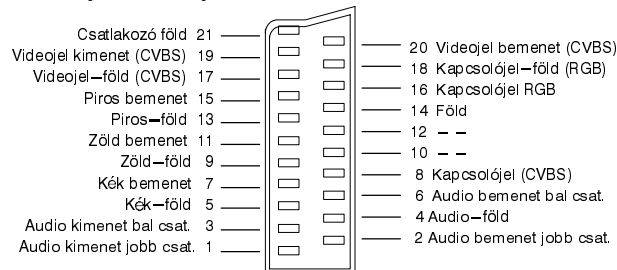 Csatlakozó föld 21
Videojel kimenet (CVBS) 19
Videojel–föld (CVBS) 17
Piros bemenet 15
Piros–föld 13
Zöld bemenet 11
Zöld–föld 9
Kék bemenet 7
Kék–föld 5
Audio kimenet bal csat. 3
Audio kimenet jobb csat. 1
20 Videojel bemenet (CVBS)
18 Kapcsolójel–föld (RGB)
16 Kapcsolójel RGB
14 Föld
12 – –
10 – –
8 Kapcsolójel (CVBS)
6 Audio bemenet bal csat.
4 Audio–föld
2 Audio bemenet jobb csat.